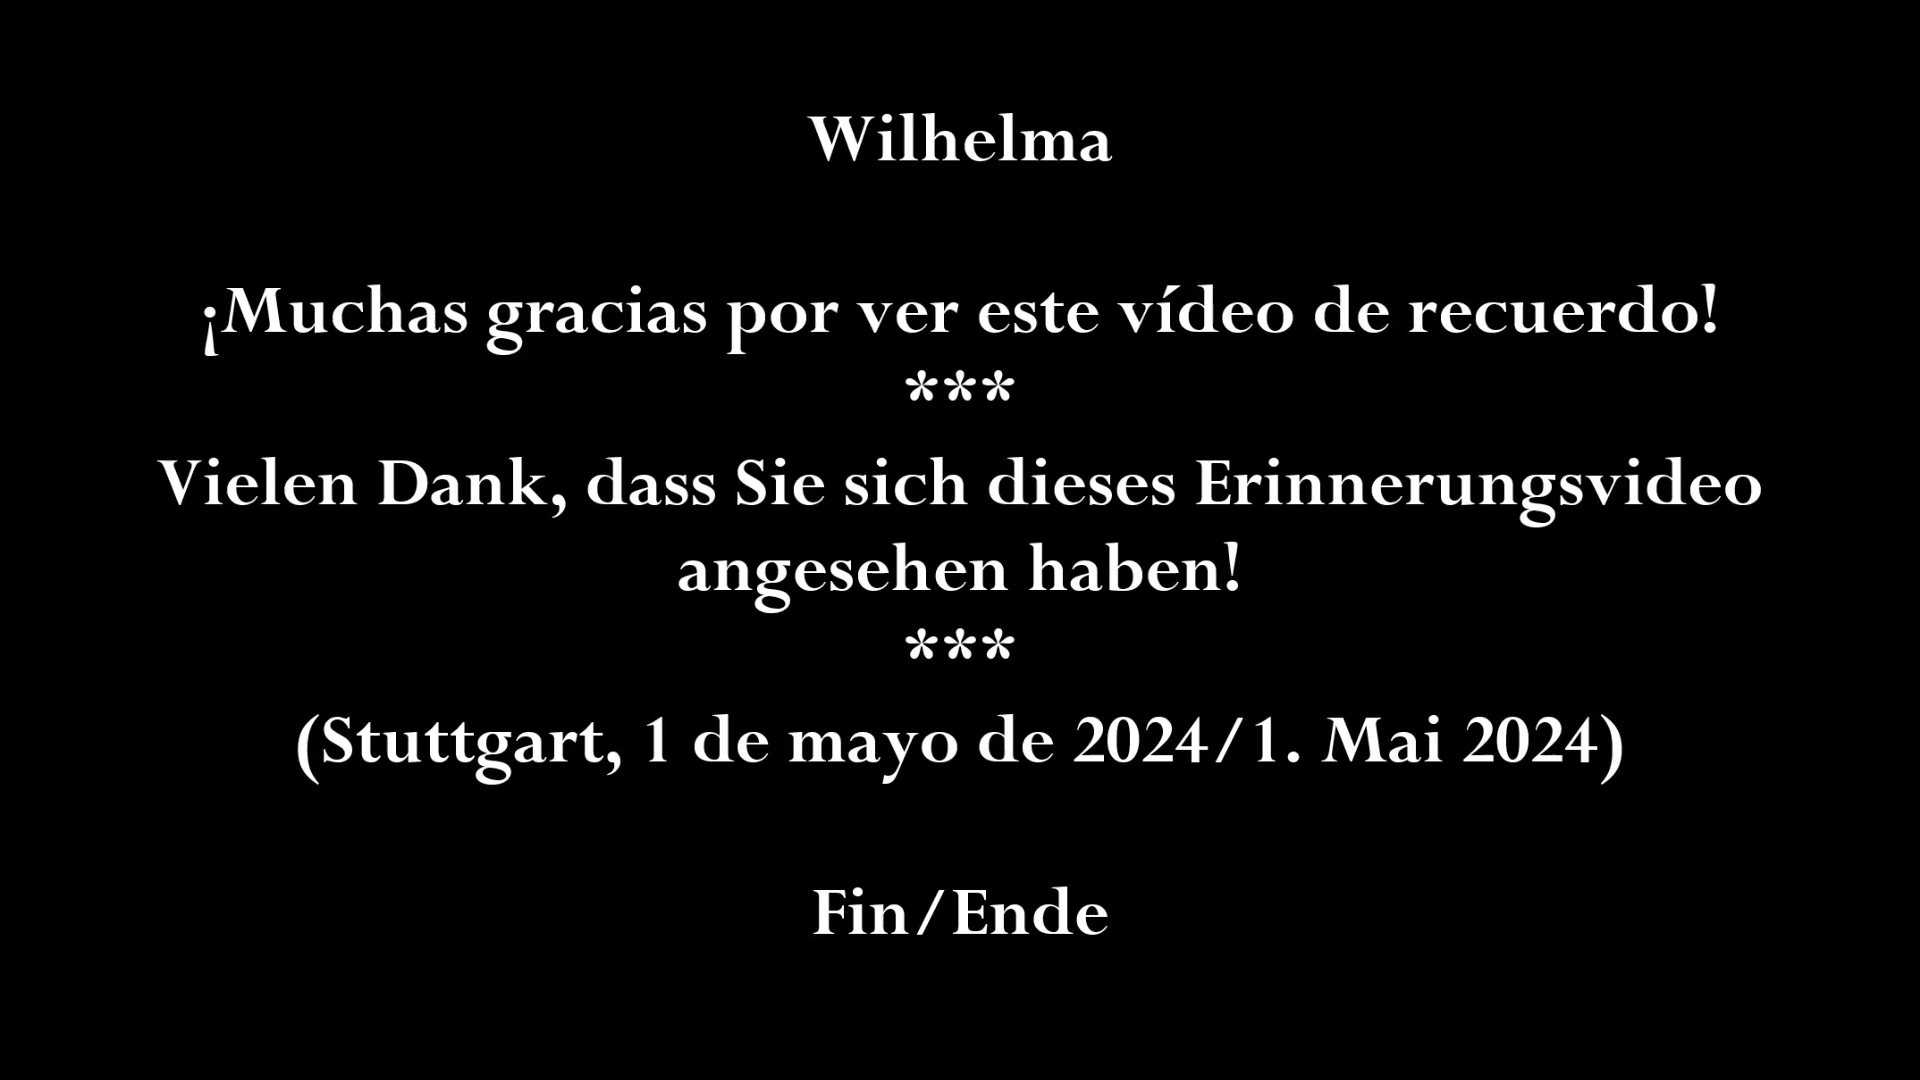 Wilhelma
¡Muchas gracias por ver este vídeo de recuerdo!
***
Vielen Dank, dass Sie sich dieses Erinnerungsvideo
angesehen haben!
***
(Stuttgart, 1 de mayo de 2024/1. Mai 2024)
Fin/Ende